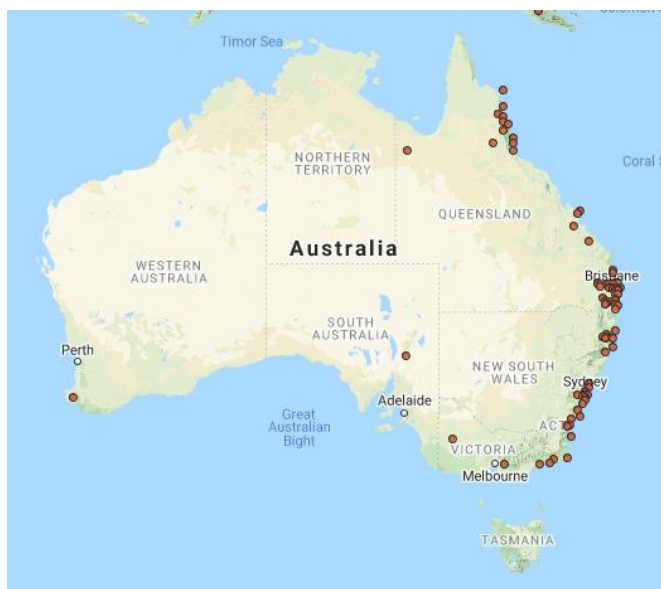 Solomon S
Timor Sea
Coral S
NORTHERN
TERRITORY
QUEENSLAND
Australia
WESTERN
AUSTRALIA
Brisbane
SOUTH
AUSTRALIA
Perth
NEW SOUTH
WALES
Sydney
Adelaide
Great
Australian
Bight
ACT
VICTORIA
Melbourne
TASMANIA